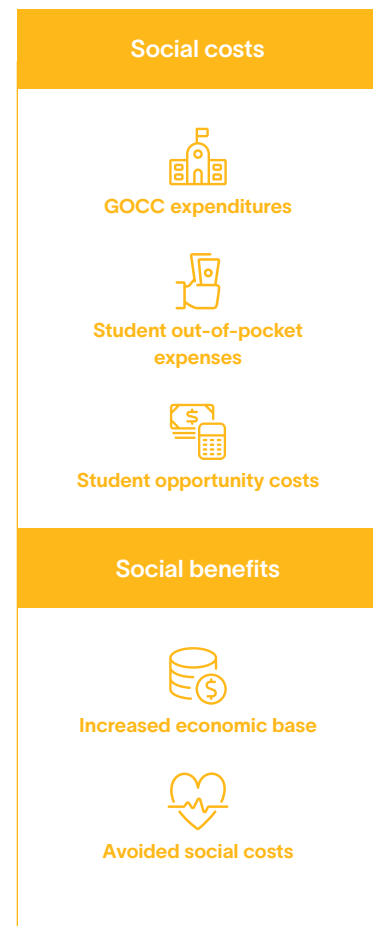 Social costs
GOCC expenditures
Student out-of-pocket
expenses
$
Student opportunity costs
Social benefits
$
Increased economic base
Avoided social costs